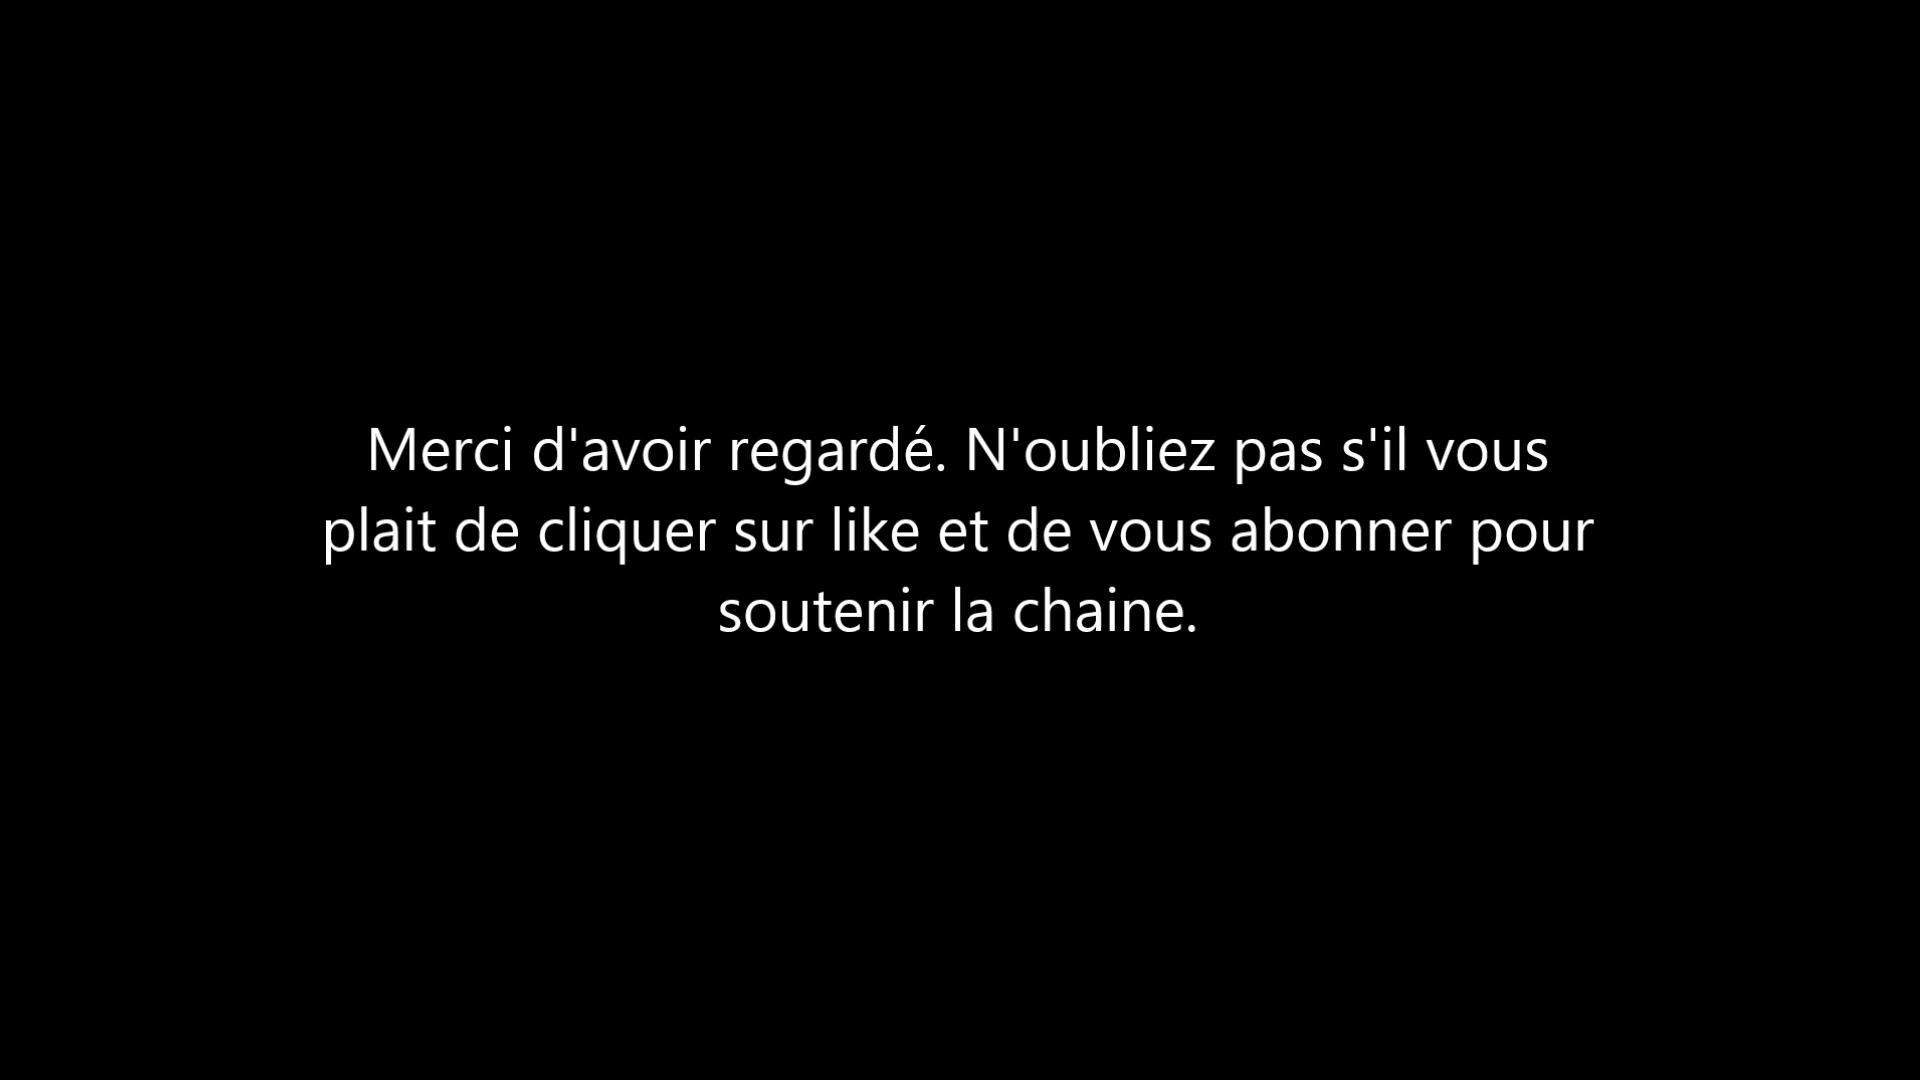 Merci d'avoir regardé. N'oubliez pas s'il vous
plait de cliquer sur like et de vous abonner pour
soutenir la chaine.